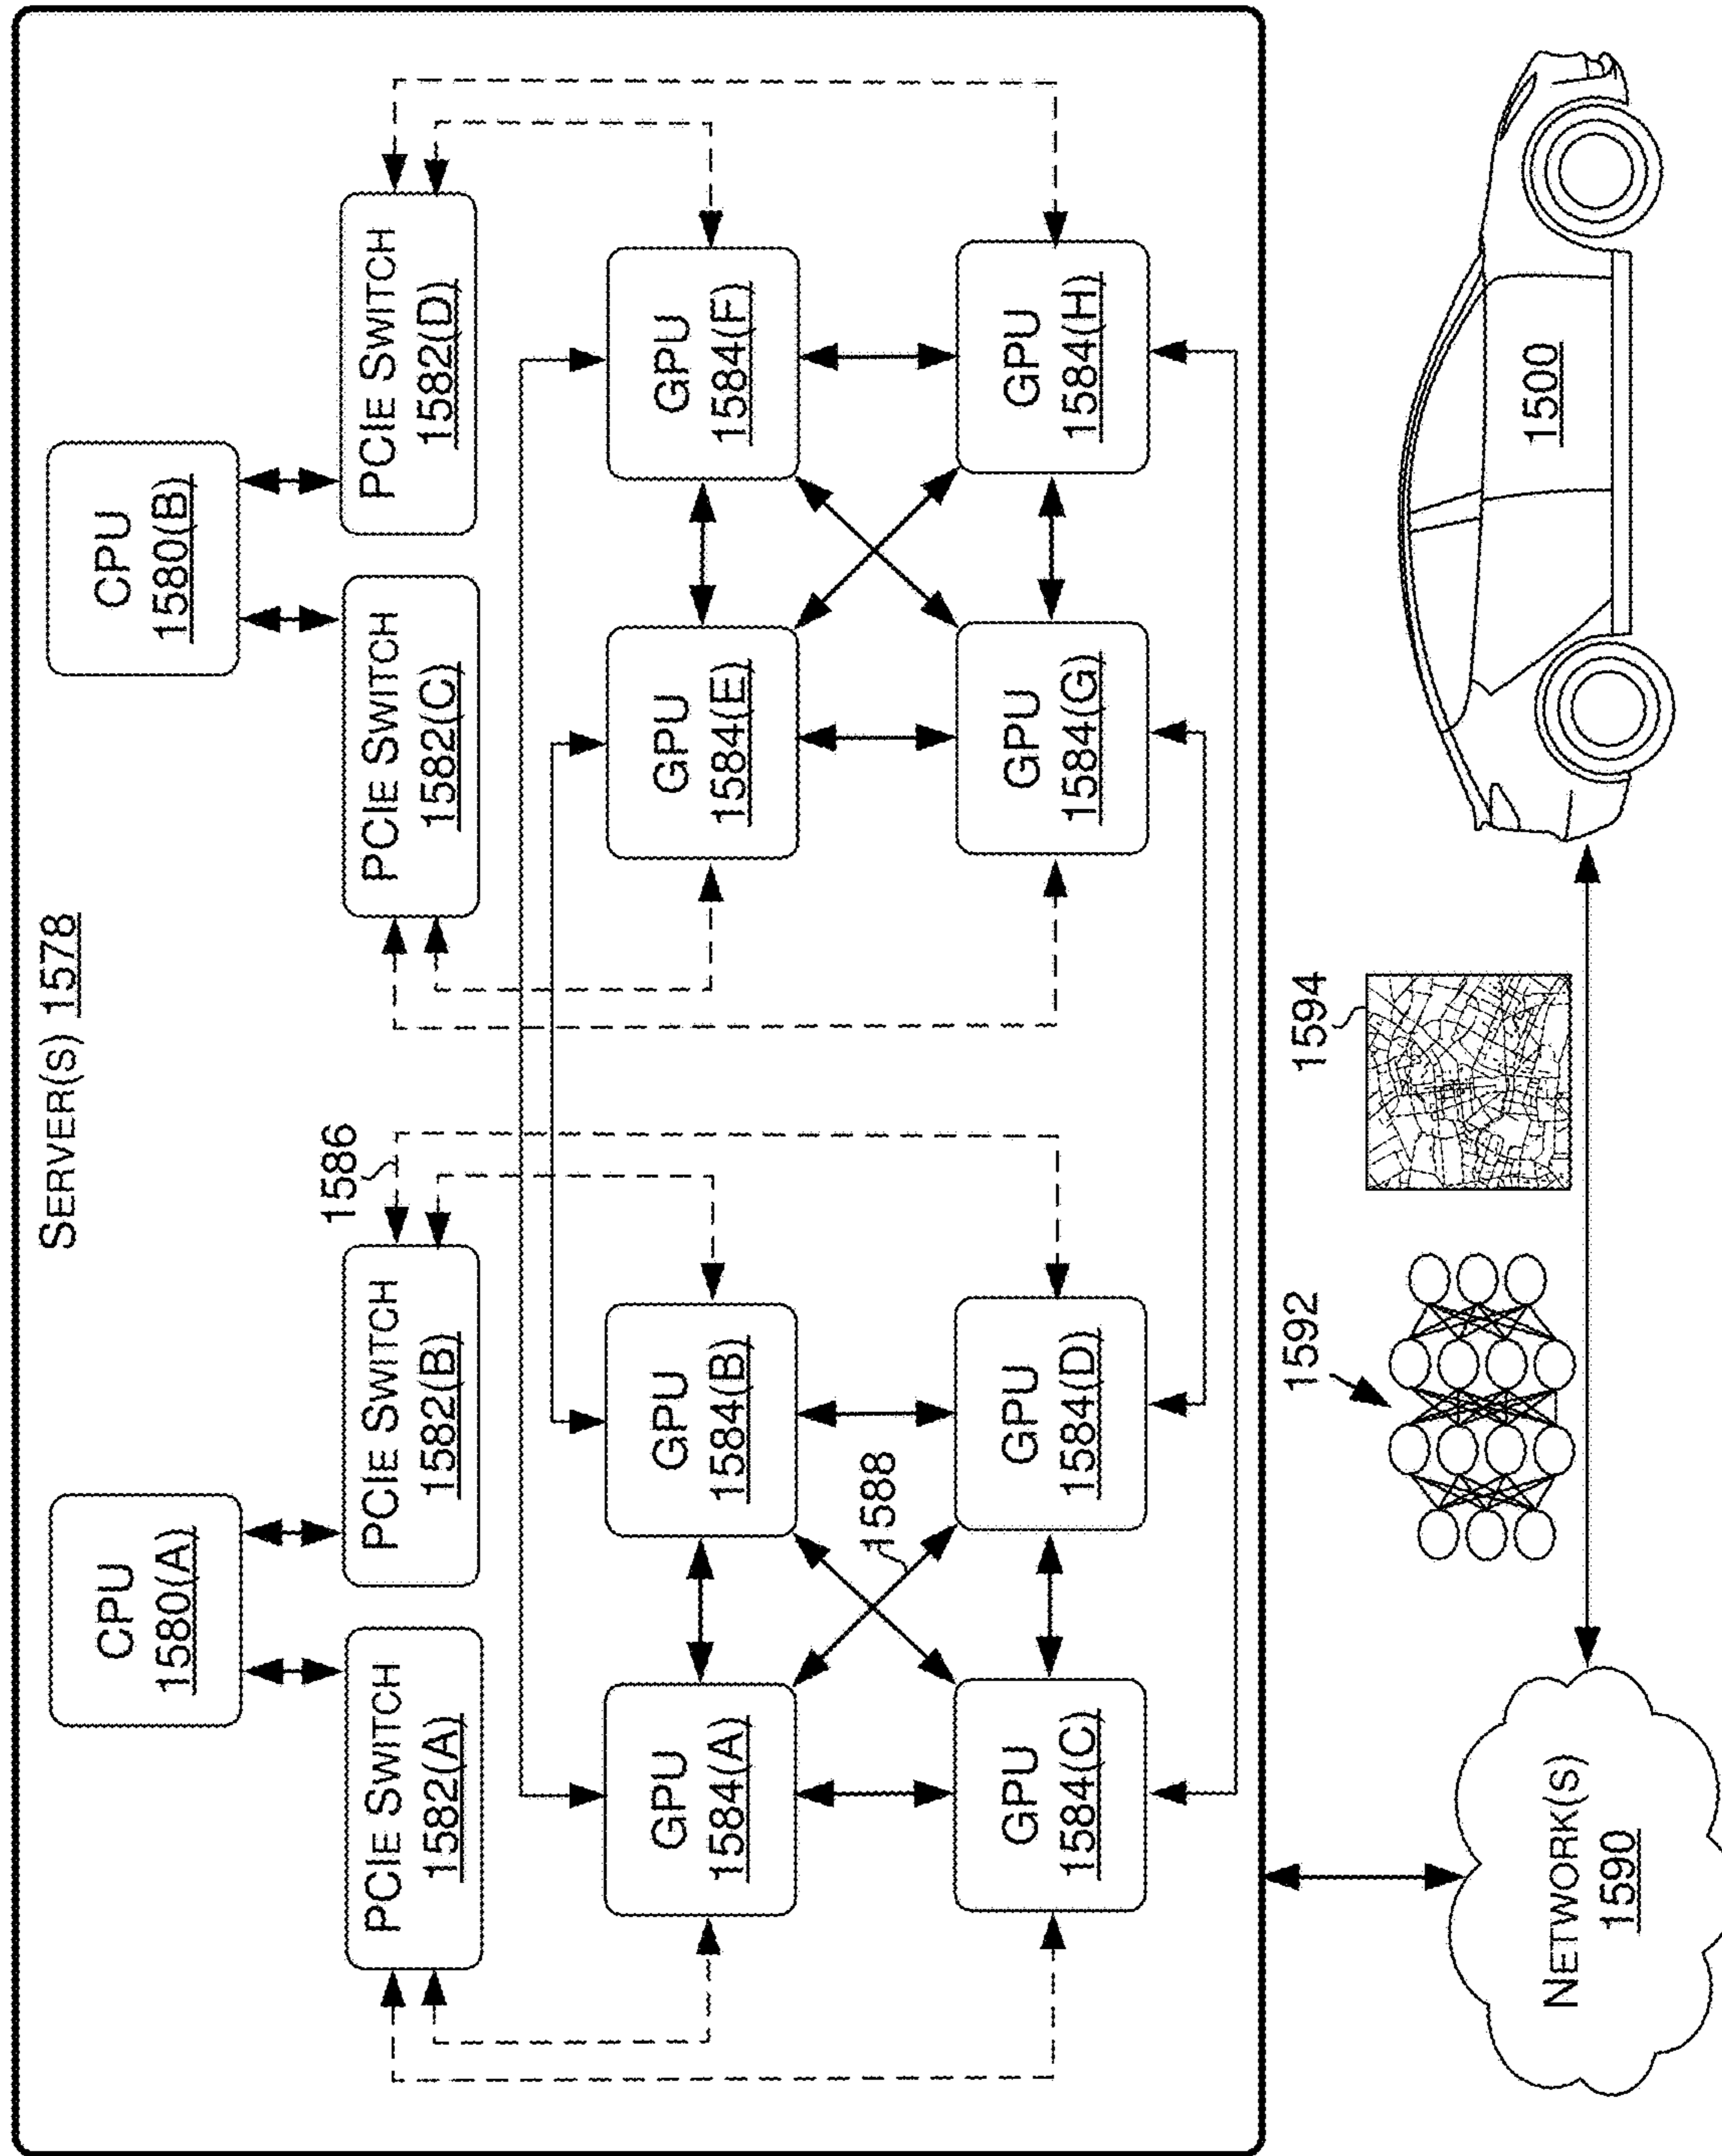 SERVER(S) 1578
CPU
1580(A)
CPU
1580(B)
PCIE SWITCH
1582(A)
PCIE SWITCH
1582(B)
1586
PCIE SWITCH
1582(C)
PCIE SWITCH
1582(D)
GPU
1584(A)
GPU
1584(B)
GPU
1584(E)
GPU
1584(F)
1588
GPU
1584(C)
GPU
1584(D)
GPU
1584(G)
GPU
1584(H)
NETWORK(S)
1590
1592
1594
1500